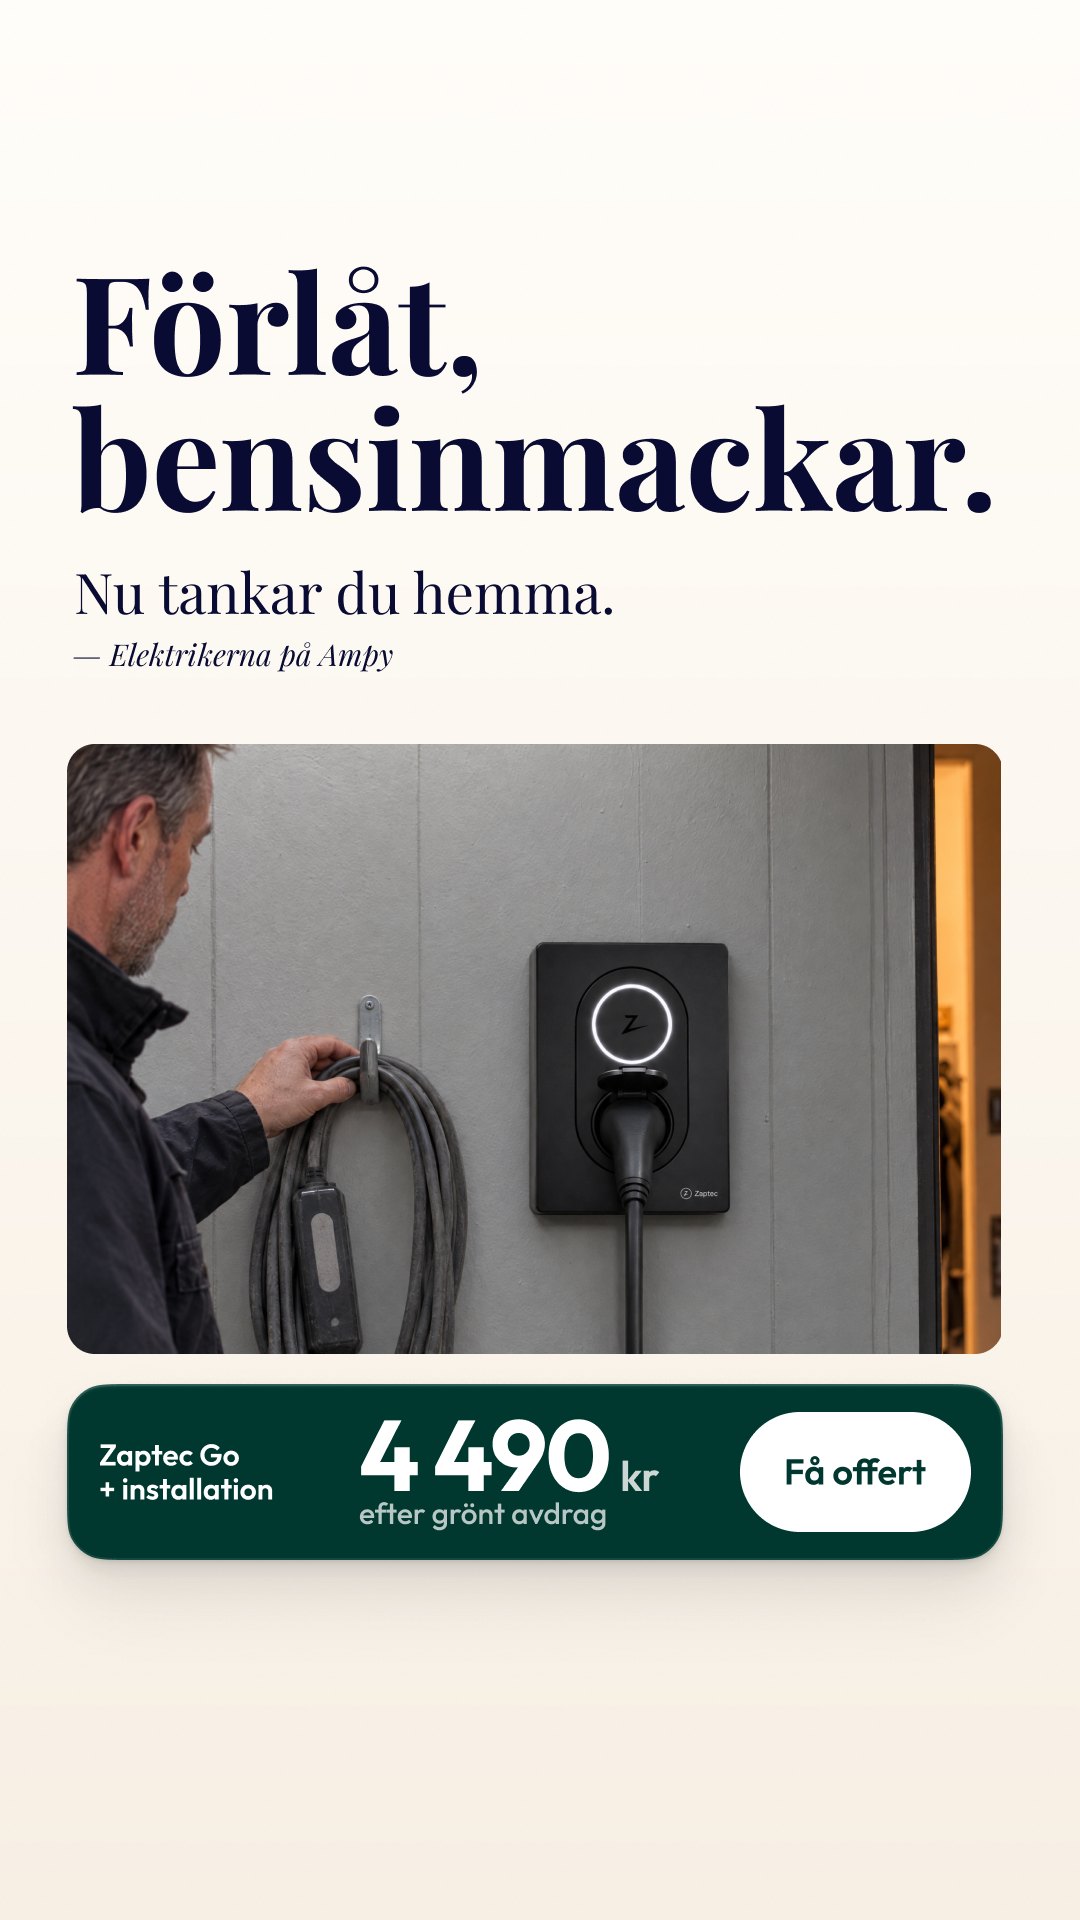 Förlåt,
bensinmackar.
Nu tankar du hemma.
— Elektrikerna på Ampy
Zaptec
Zaptec Go
+ installation
4 490 kr
efter grönt avdrag
Få offert